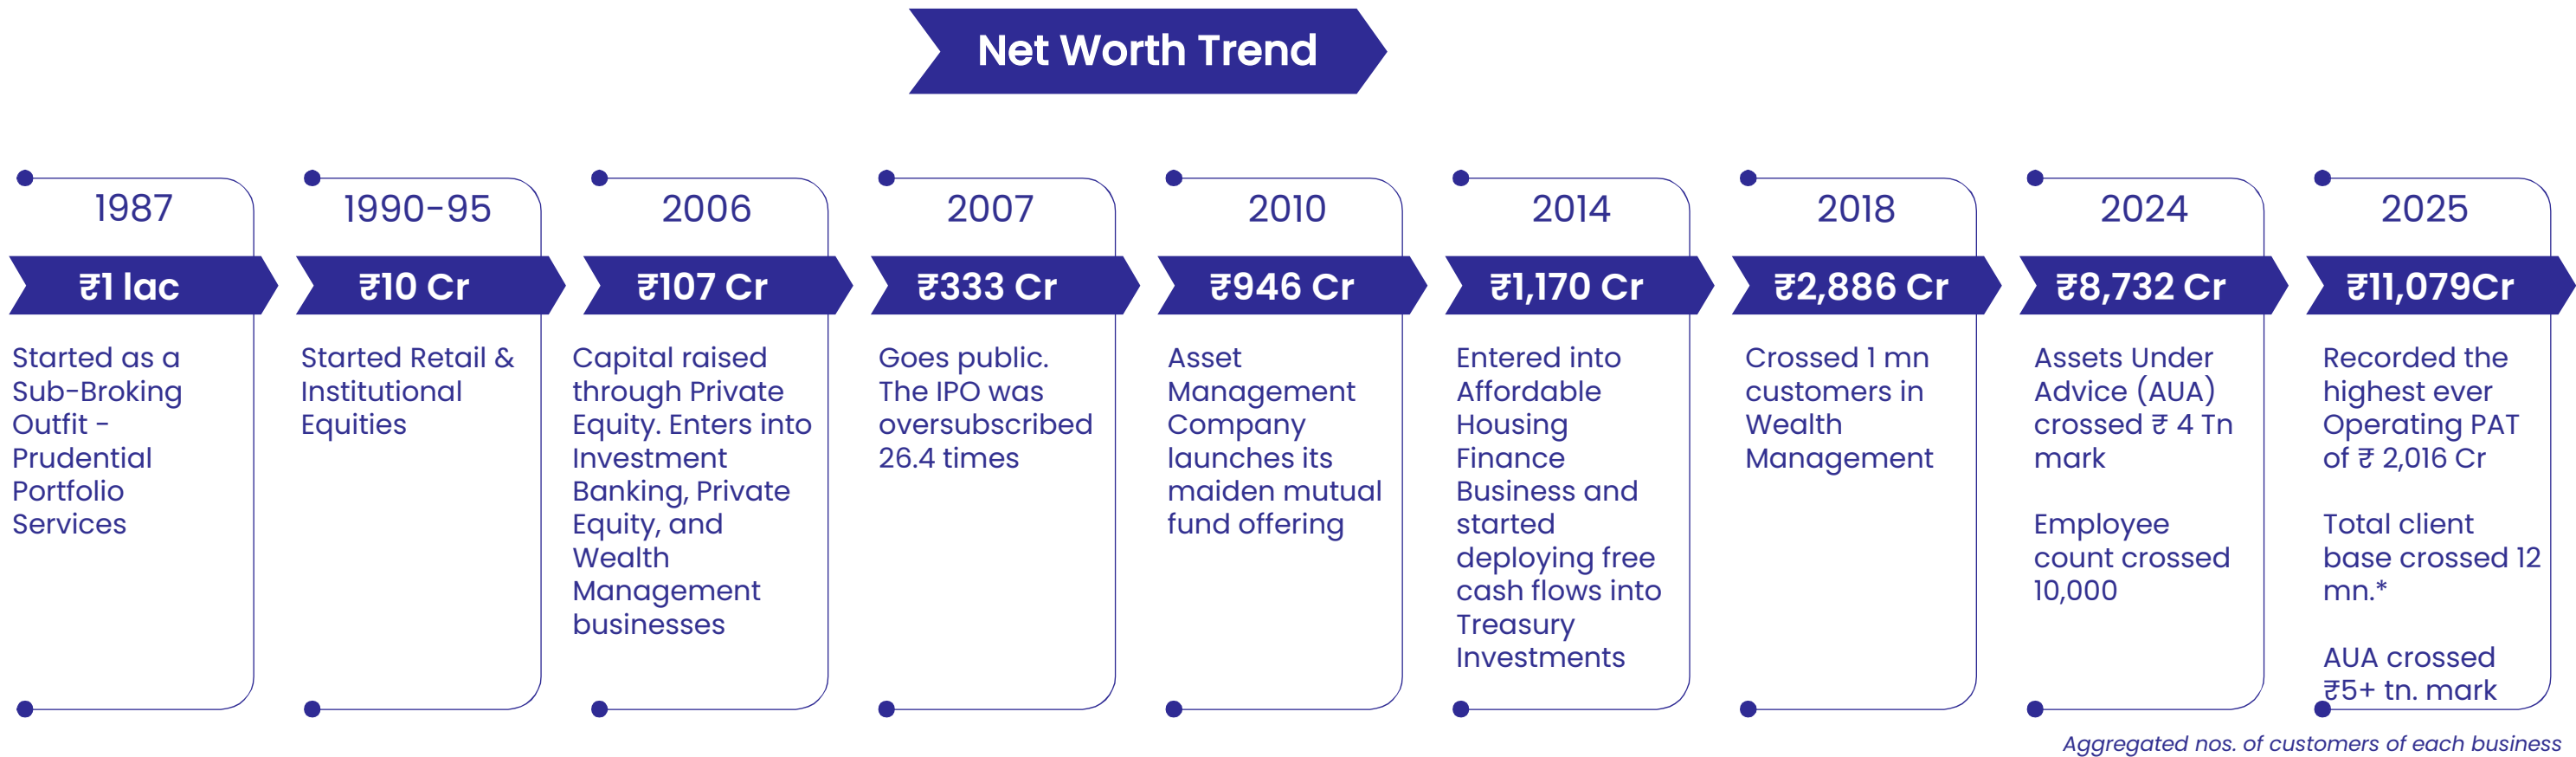 Net Worth Trend
1987
₹1 lac
Started as a
Sub-Broking
Outfit -
Prudential
Portfolio
Services
1990-95
₹10 Cr
Started Retail &
Institutional
Equities
2006
₹107 Cr
Capital raised
through Private
Equity. Enters into
Investment
Banking, Private
Equity, and
Wealth
Management
businesses
2007
₹333 Cr
Goes public.
The IPO was
oversubscribed
26.4 times
2010
₹946 Cr
Asset
Management
Company
launches its
maiden mutual
fund offering
2014
₹1,170 Cr
Entered into
Affordable
Housing
Finance
Business and
started
deploying free
cash flows into
Treasury
Investments
2018
₹2,886 Cr
Crossed 1 mn
customers in
Wealth
Management
2024
₹8,732 Cr
Assets Under
Advice (AUA)
crossed ₹ 4 Tn
mark
Employee
count crossed
10,000
2025
₹11,079Cr
Recorded the
highest ever
Operating PAT
of ₹ 2,016 Cr
Total client
base crossed 12
mn.*
AUA crossed
₹5+ tn. mark
Aggregated nos. of customers of each business